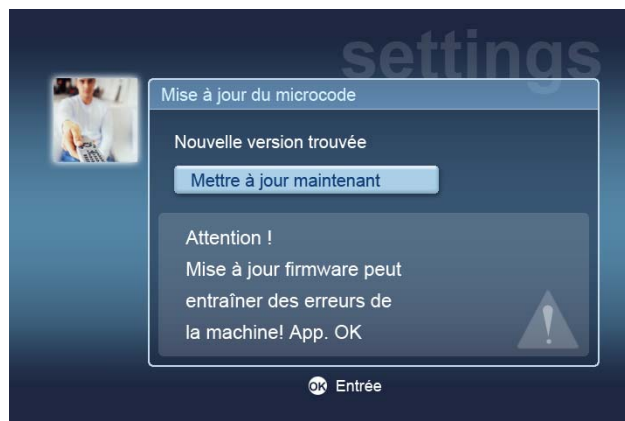 settings
Mise à jour du microcode
Nouvelle version trouvée
Mettre à jour maintenant
Attention !
Mise à jour firmware peut
entraîner des erreurs de
la machine! App. OK
OK Entrée